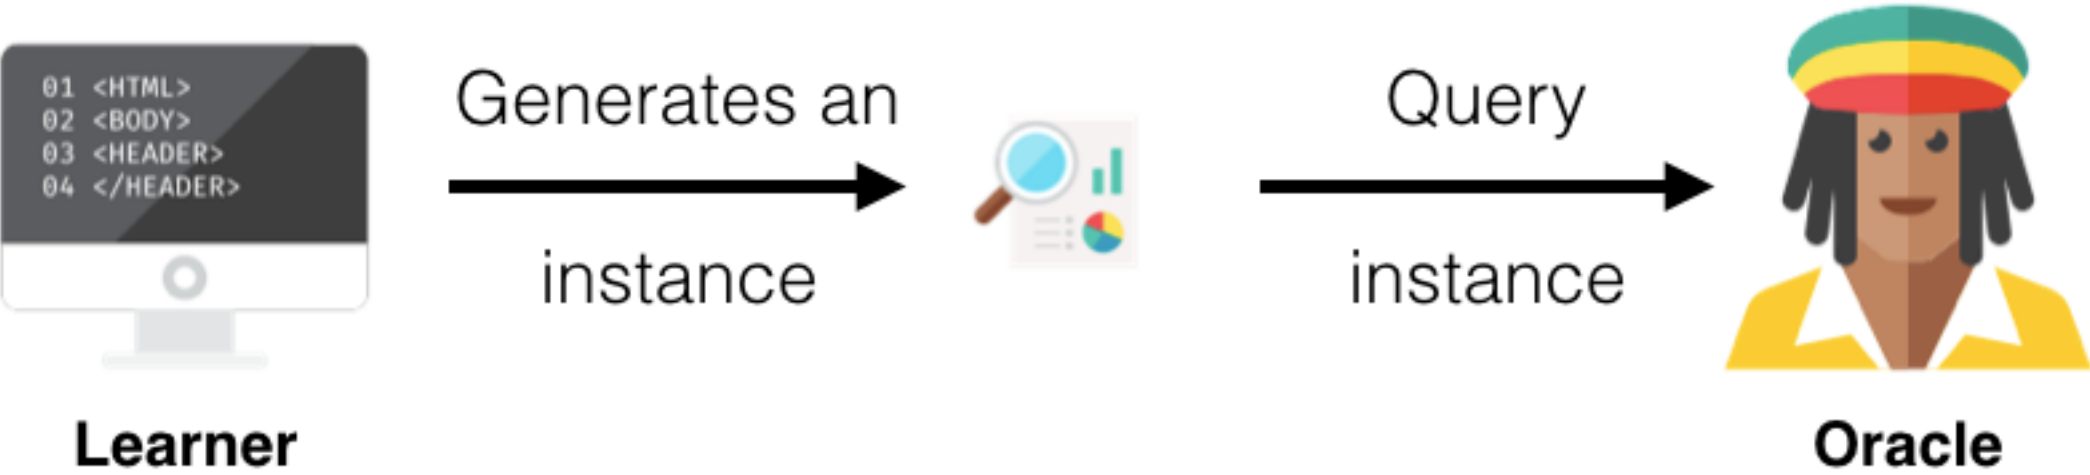 01 <HTML>
02 <BODY>
03 <HEADER>
04 </HEADER>
Generates an
instance
Query
instance
Learner
Oracle